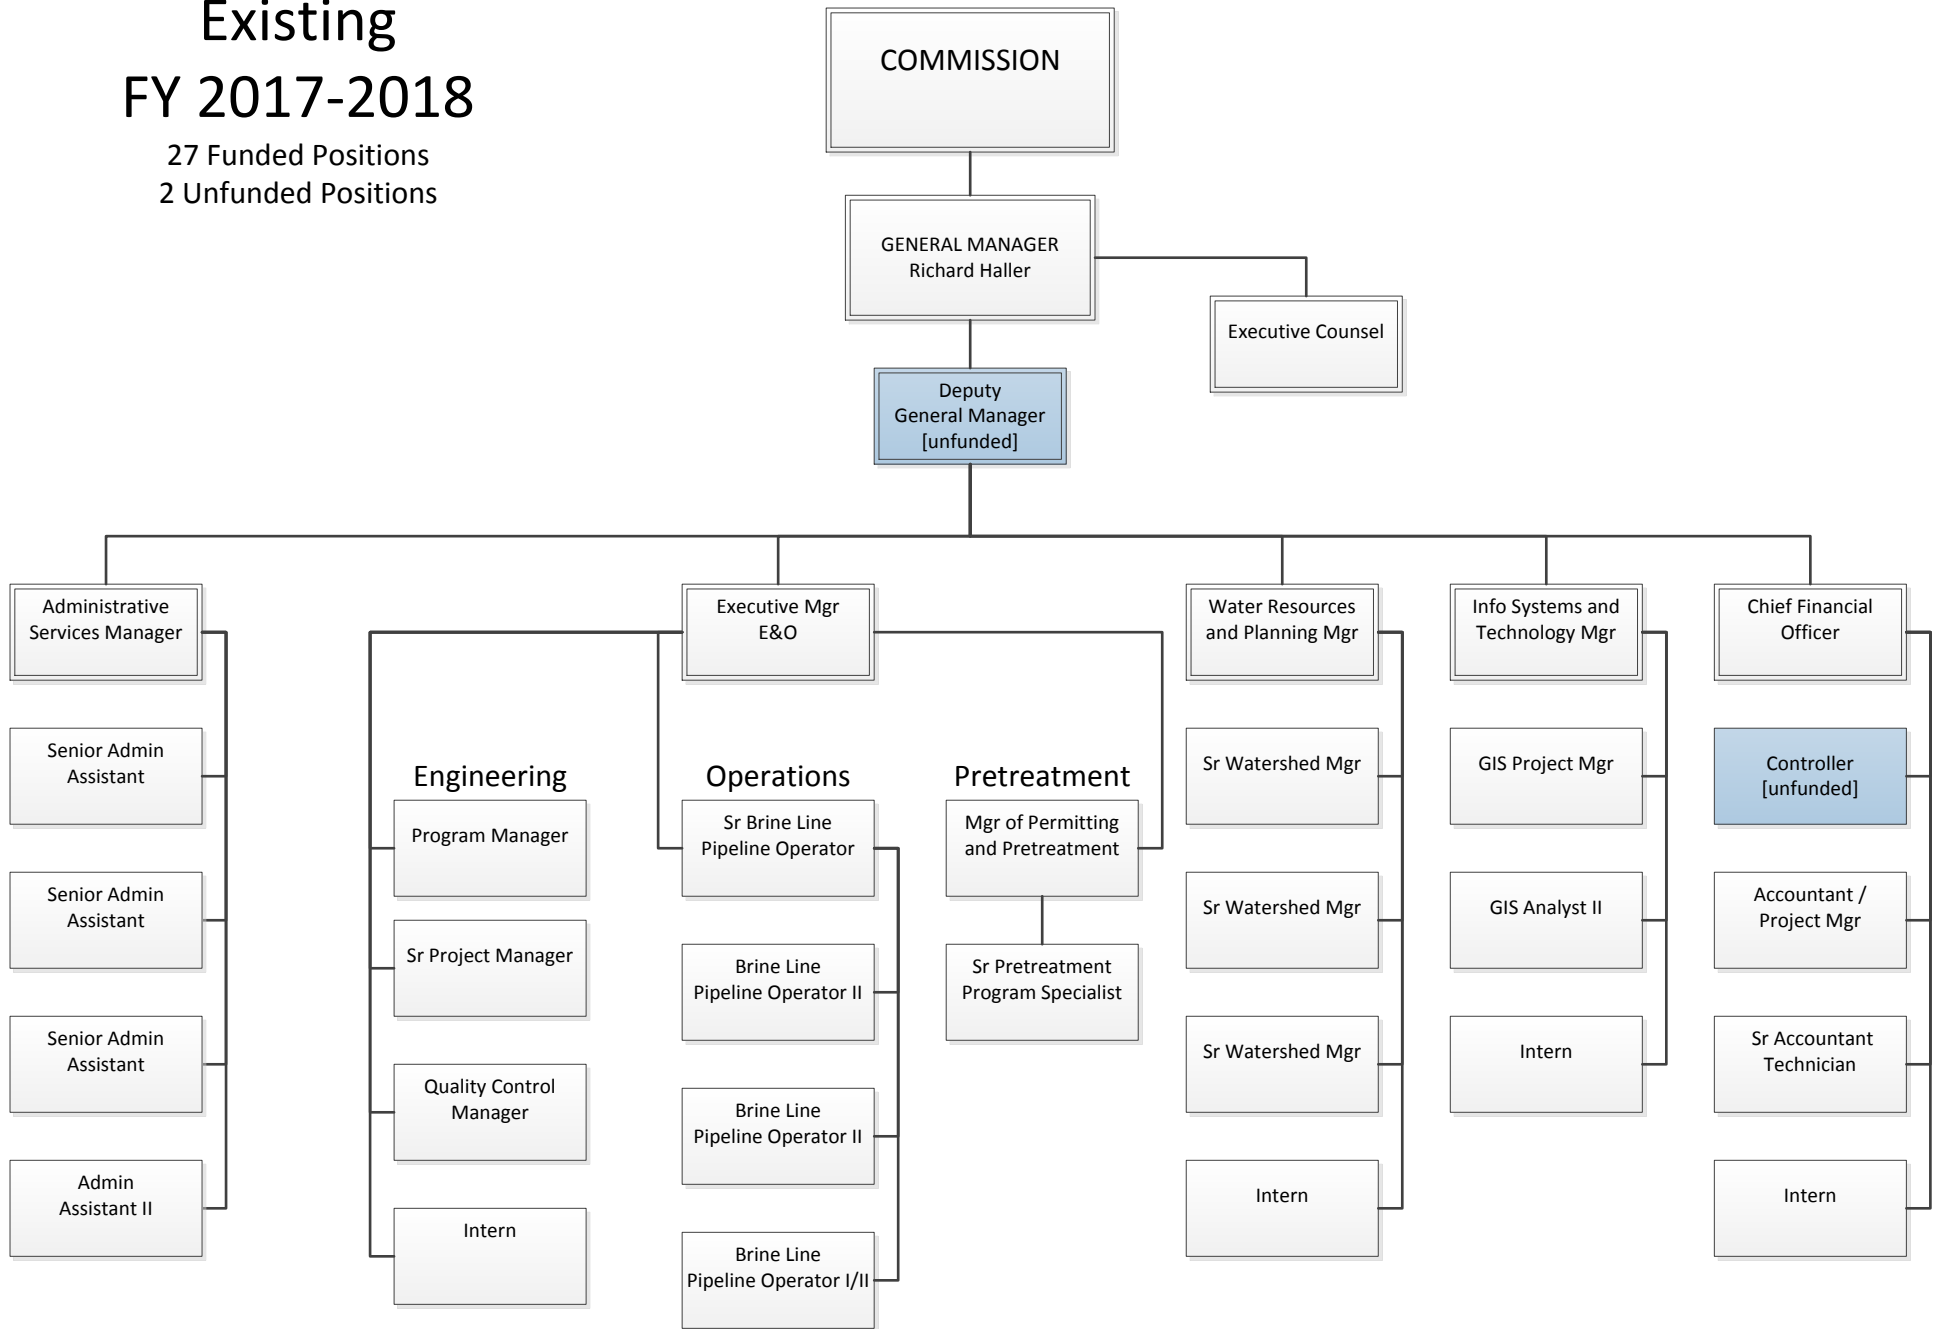 Existing
FY 2017-2018
27 Funded Positions
2 Unfunded Positions
COMMISSION
GENERAL MANAGER
Richard Haller
Executive Counsel
Deputy
General Manager
[unfunded]
Administrative
Services Manager
Senior Admin
Assistant
Senior Admin
Assistant
Senior Admin
Assistant
Admin
Assistant II
Executive Mgr
E&O
Engineering
Program Manager
Sr Project Manager
Quality Control
Manager
Intern
Operations
Sr Brine Line
Pipeline Operator
Brine Line
Pipeline Operator II
Brine Line
Pipeline Operator II
Brine Line
Pipeline Operator I/II
Pretreatment
Mgr of Permitting
and Pretreatment
Sr Pretreatment
Program Specialist
Water Resources
and Planning Mgr
Sr Watershed Mgr
Sr Watershed Mgr
Sr Watershed Mgr
Intern
Info Systems and
Technology Mgr
GIS Project Mgr
GIS Analyst II
Intern
Chief Financial
Officer
Controller
[unfunded]
Accountant /
Project Mgr
Sr Accountant
Technician
Intern